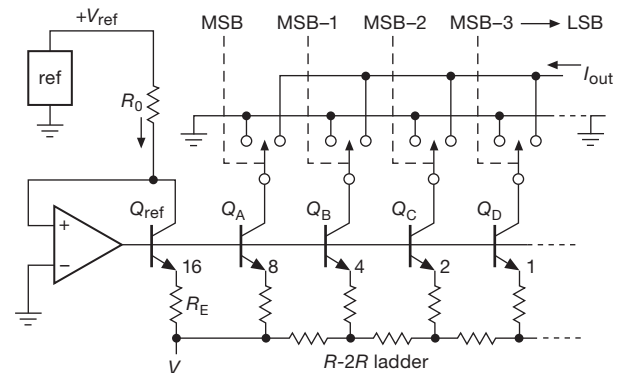 +Vref
MSB
MSB–1
MSB–2
MSB–3
LSB
ref
R0
Iout
Qref
QA
QB
QC
QD
+
−
16
8
4
2
1
RE
V
R-2R ladder